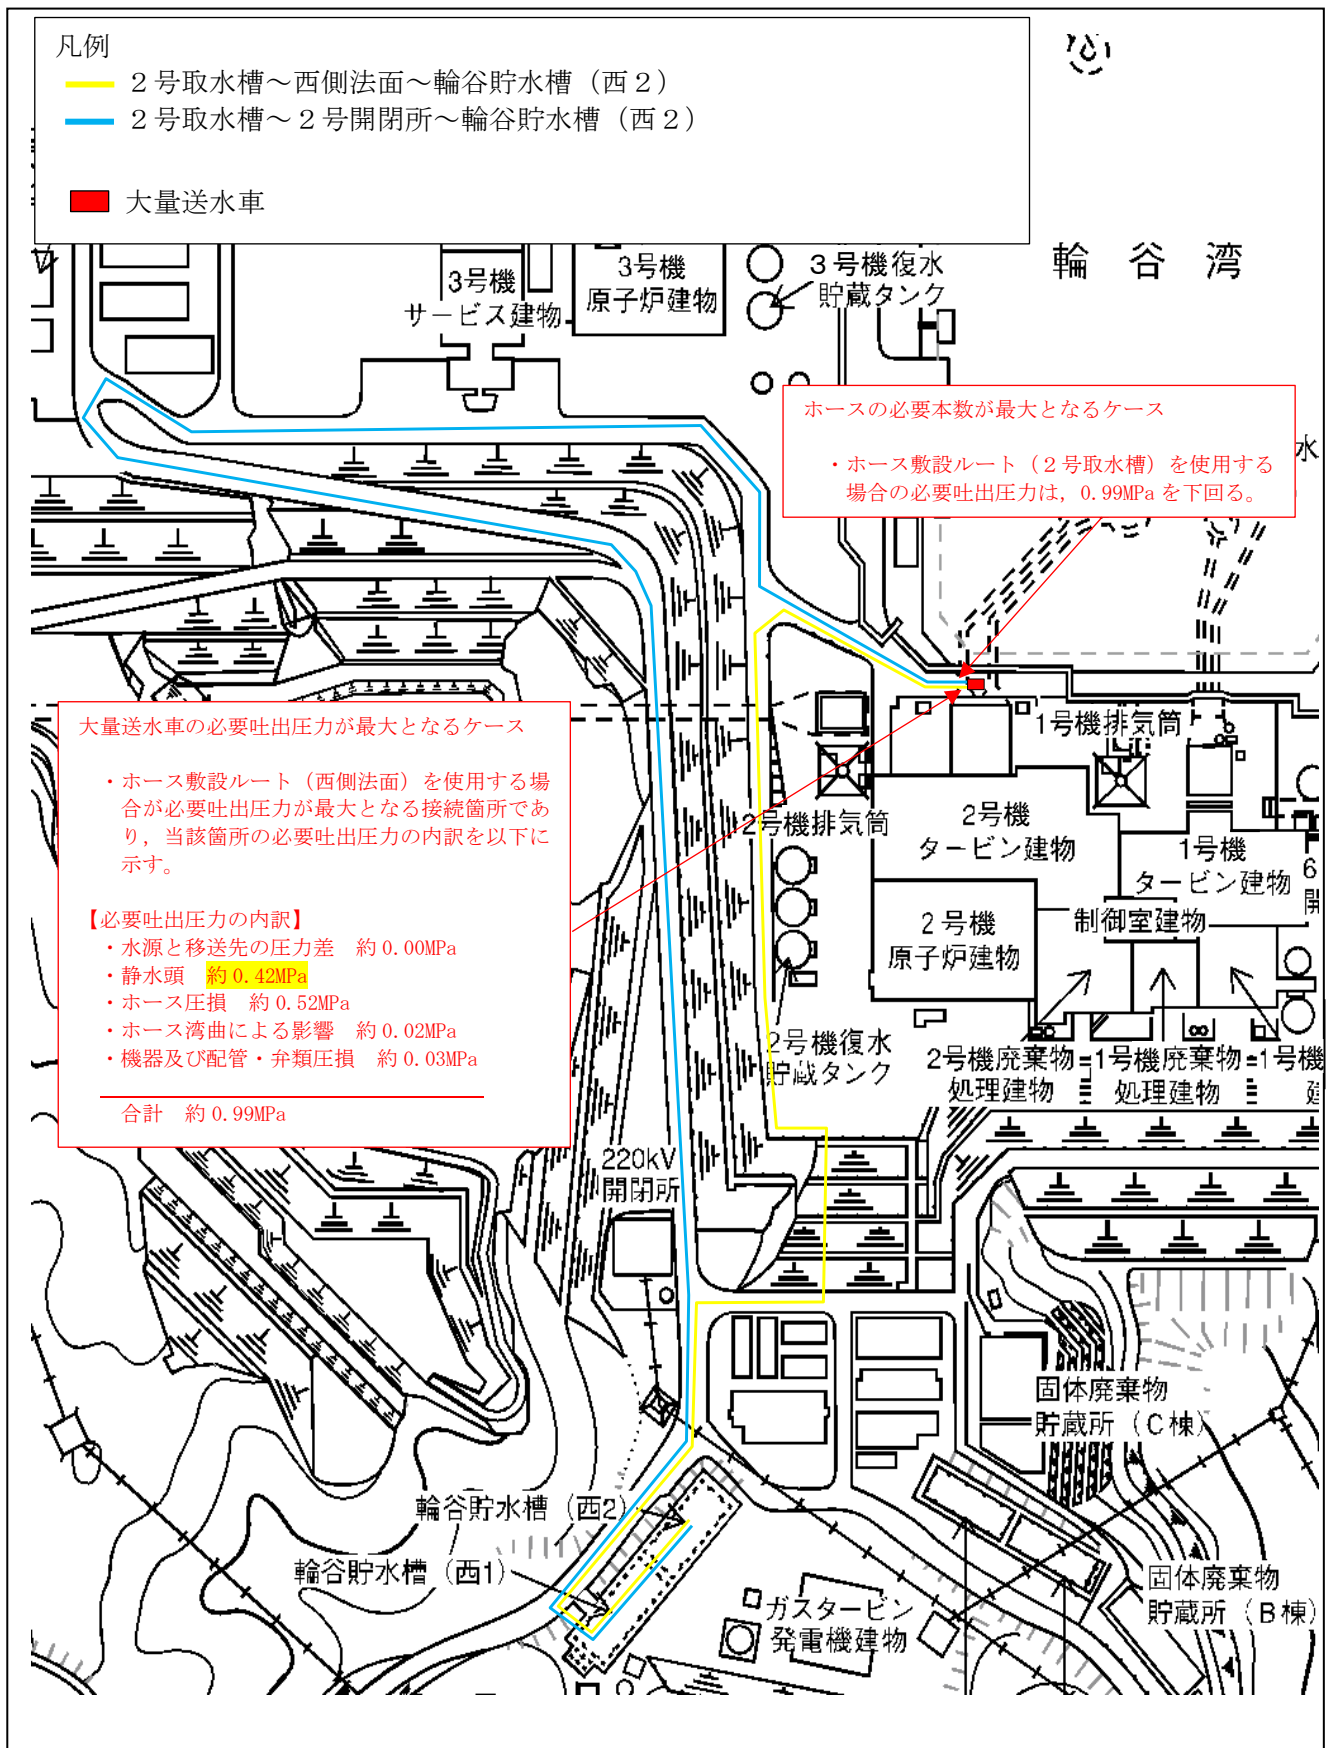 凡例
２号取水槽～西側法面～輪谷貯水槽（西２）
２号取水槽～２号開閉所～輪谷貯水槽（西２）
大量送水車
輪谷湾
3号機
サービス建物
3号機
原子炉建物
３号機復水
貯蔵タンク
ホースの必要本数が最大となるケース
・ホース敷設ルート（２号取水槽）を使用する
場合の必要吐出圧力は，0.99MPaを下回る。
水
大量送水車の必要吐出圧力が最大となるケース
・ホース敷設ルート（西側法面）を使用する場
合が必要吐出圧力が最大となる接続箇所であ
り，当該箇所の必要吐出圧力の内訳を以下に
示す。
【必要吐出圧力の内訳】
・水源と移送先の圧力差　約0.00MPa
・静水頭　約0.42MPa
・ホース圧損　約0.52MPa
・ホース湾曲による影響　約0.02MPa
・機器及び配管・弁類圧損　約0.03MPa
合計　約0.99MPa
1号機排気筒
2号機排気筒
2号機
タービン建物
1号機
タービン建物
6
開
制御室建物
２号機
原子炉建物
2号機復水
貯蔵タンク
2号機廃棄物
処理建物
1号機廃棄物
処理建物
1号機
建
220kV
開閉所
固体廃棄物
貯蔵所（C棟）
輪谷貯水槽（西2）
輪谷貯水槽（西1）
ガスタービン
発電機建物
固体廃棄物
貯蔵所（B棟）